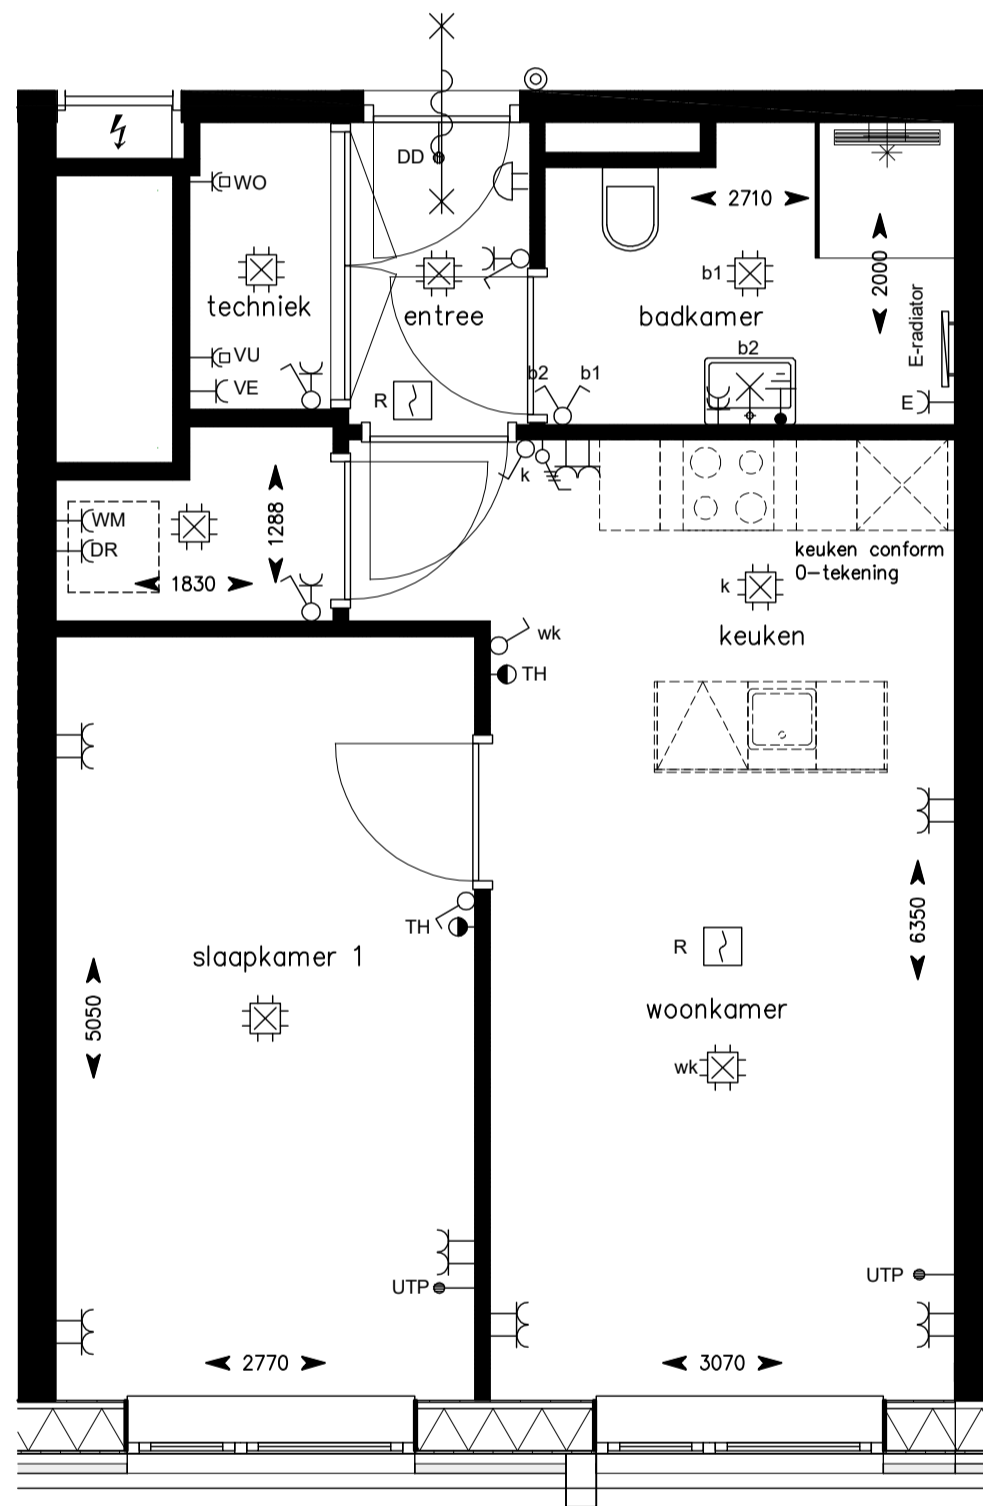 DD
WO
2710
b1
2000
techniek
entree
badkamer
E-radiator
b2
VU
VE
R
b2 b1
E
k
WM
DR
1288
1830
keuken conform
0-tekening
k
keuken
wk
TH
TH
6350
R
slaapkamer 1
5050
woonkamer
wk
UTP
UTP
2770
3070